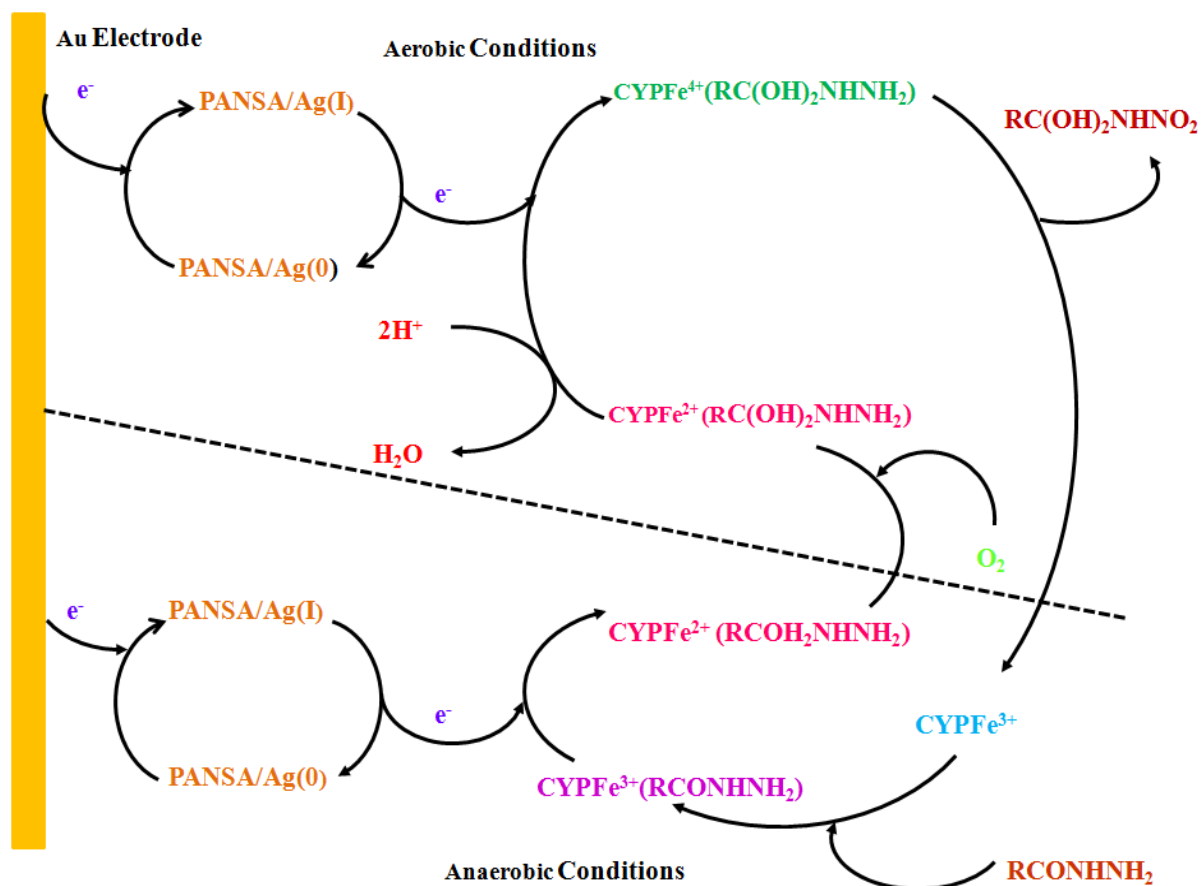 Au Electrode
Aerobic Conditions
e⁻
PANSA/Ag(I)
CYPFe⁴⁺(RC(OH)₂NHNH₂)
RC(OH)₂NHNO₂
e⁻
PANSA/Ag(0)
2H⁺
CYPFe²⁺(RC(OH)₂NHNH₂)
H₂O
O₂
e⁻
PANSA/Ag(I)
CYPFe²⁺ (RCOH₂NHNH₂)
e⁻
CYPFe³⁺
PANSA/Ag(0)
CYPFe³⁺(RCONHNH₂)
Anaerobic Conditions
RCONHNH₂